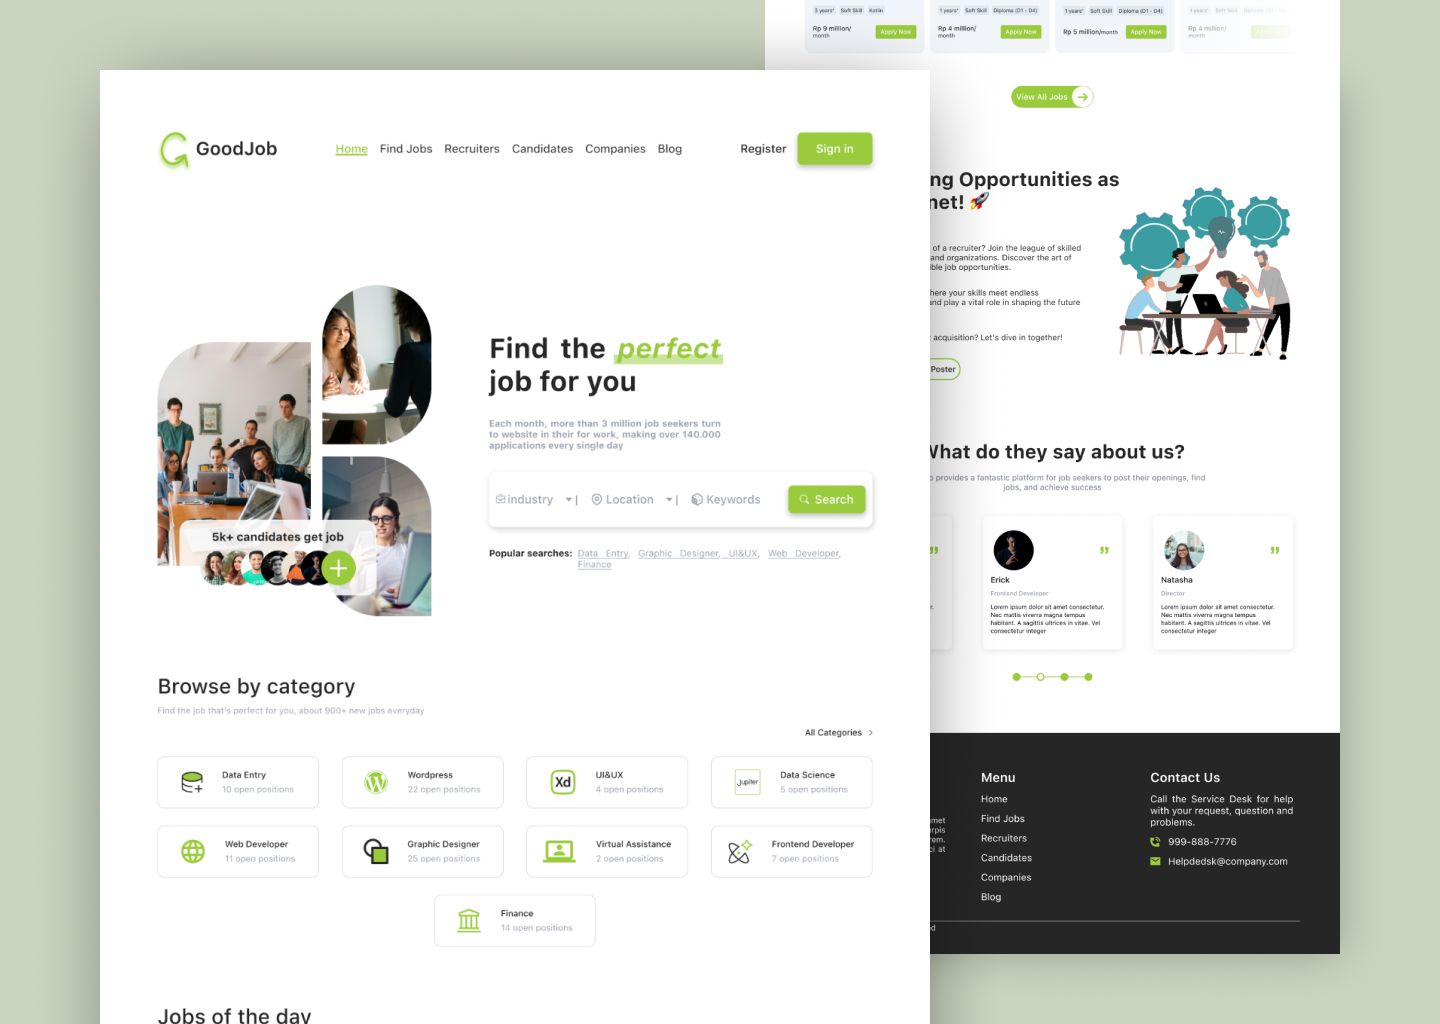 GoodJob
Home Find Jobs Recruiters Candidates Companies Blog
Register Sign in
Find the perfect
job for you
Each month, more than 3 million job seekers turn
to website in their for work, making over 140.000
applications every single day
industry | Location | Keywords Search
Popular searches: Data Entry, Graphic Designer, UI&UX, Web Developer,
Finance
5k+ candidates get job
Browse by category
Find the job that's perfect for you, about 900+ new jobs everyday
All Categories
Data Entry
10 open positions
Wordpress
22 open positions
Xd
UI&UX
4 open positions
Jupiter
Data Science
5 open positions
Web Developer
11 open positions
Graphic Designer
25 open positions
Virtual Assistance
2 open positions
Frontend Developer
7 open positions
Finance
14 open positions
Jobs of the day
3 years' Soft Skill Kotlin
Rp 9 million/
month
Apply Now
1 years' Soft Skill Diploma (D1 - D4)
Rp 4 million/
month
Apply Now
1 years' Soft Skill Diploma (D1 - D4)
Rp 5 million/month
Apply Now
1 years' Soft Skill
Rp 4 million/
month
View All Jobs
ng Opportunities as
net!
of a recruiter? Join the league of skilled
and organizations. Discover the art of
ible job opportunities.
here your skills meet endless
and play a vital role in shaping the future
acquisition? Let's dive in together!
Poster
What do they say about us?
provides a fantastic platform for job seekers to post their openings, find
jobs, and achieve success
Erick
Frontend Developer
Lorem ipsum dolor sit amet consectetur.
Nec mattis viverra magna tempus
habitant. A sagittis ultrices in vitae. Vel
consectetur integer
Natasha
Director
Lorem ipsum dolor sit amet consectetur.
Nec mattis viverra magna tempus
habitant. A sagittis ultrices in vitae. Vel
consectetur integer
amet
urpis
rem.
ci at
Menu
Home
Find Jobs
Recruiters
Candidates
Companies
Blog
Contact Us
Call the Service Desk for help
with your request, question and
problems.
999-888-7776
Helpdedsk@company.com